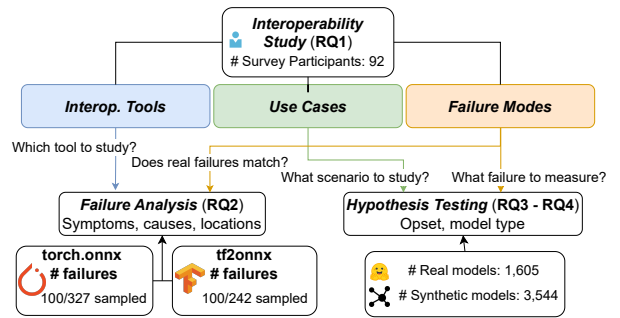 Interoperability
Study (RQ1)
# Survey Participants: 92
Interop. Tools
Use Cases
Failure Modes
Which tool to study?
Does real failures match?
What scenario to study?
What failure to measure?
Failure Analysis (RQ2)
Symptoms, causes, locations
Hypothesis Testing (RQ3 - RQ4)
Opset, model type
torch.onnx
# failures
100/327 sampled
tf2onnx
# failures
100/242 sampled
# Real models: 1,605
# Synthetic models: 3,544